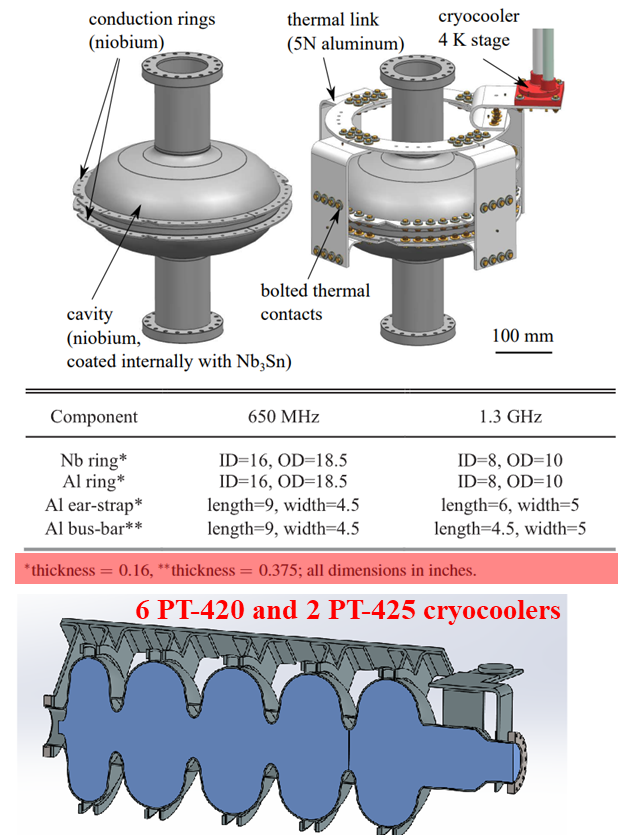 conduction rings
(niobium)
thermal link
(5N aluminum)
cryocooler
4 K stage
cavity
(niobium,
coated internally with Nb₃Sn)
bolted thermal
contacts
100 mm
Component 650 MHz 1.3 GHz
Nb ring* ID=16, OD=18.5 ID=8, OD=10
Al ring* ID=16, OD=18.5 ID=8, OD=10
Al ear-strap* length=9, width=4.5 length=6, width=5
Al bus-bar** length=9, width=4.5 length=4.5, width=5
*thickness = 0.16, **thickness = 0.375; all dimensions in inches.
6 PT-420 and 2 PT-425 cryocoolers